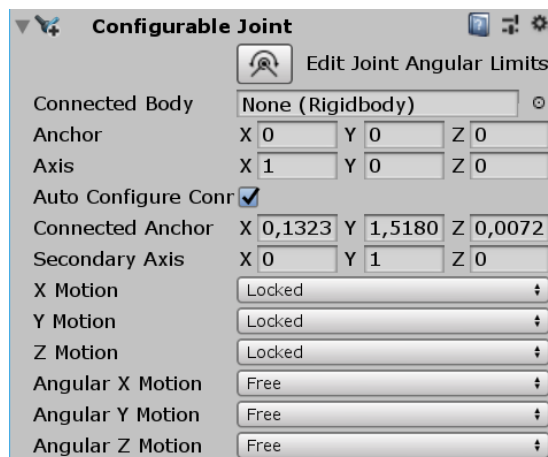 Configurable Joint
Edit Joint Angular Limits
Connected Body None (Rigidbody)
Anchor X 0 Y 0 Z 0
Axis X 1 Y 0 Z 0
Auto Configure Conr
Connected Anchor X 0,1323 Y 1,5180 Z 0,0072
Secondary Axis X 0 Y 1 Z 0
X Motion Locked
Y Motion Locked
Z Motion Locked
Angular X Motion Free
Angular Y Motion Free
Angular Z Motion Free